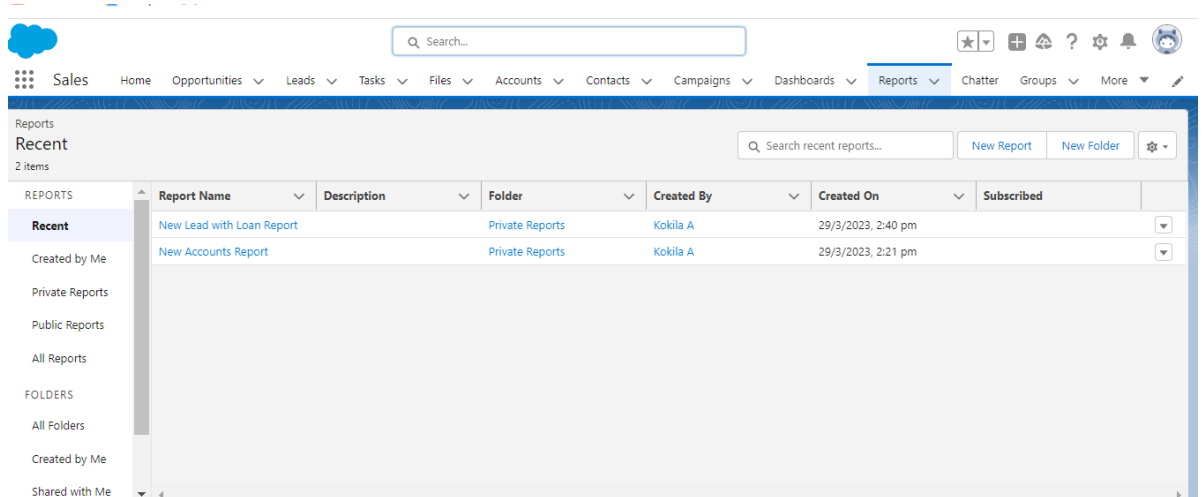 Search...
Sales Home Opportunities Leads Tasks Files Accounts Contacts Campaigns Dashboards Reports Chatter Groups More
Reports
Recent
2 items
Search recent reports...
New Report New Folder
REPORTS
Recent
Created by Me
Private Reports
Public Reports
All Reports
FOLDERS
All Folders
Created by Me
Shared with Me
Report Name Description Folder Created By Created On Subscribed
New Lead with Loan Report Private Reports Kokila A 29/3/2023, 2:40 pm
New Accounts Report Private Reports Kokila A 29/3/2023, 2:21 pm